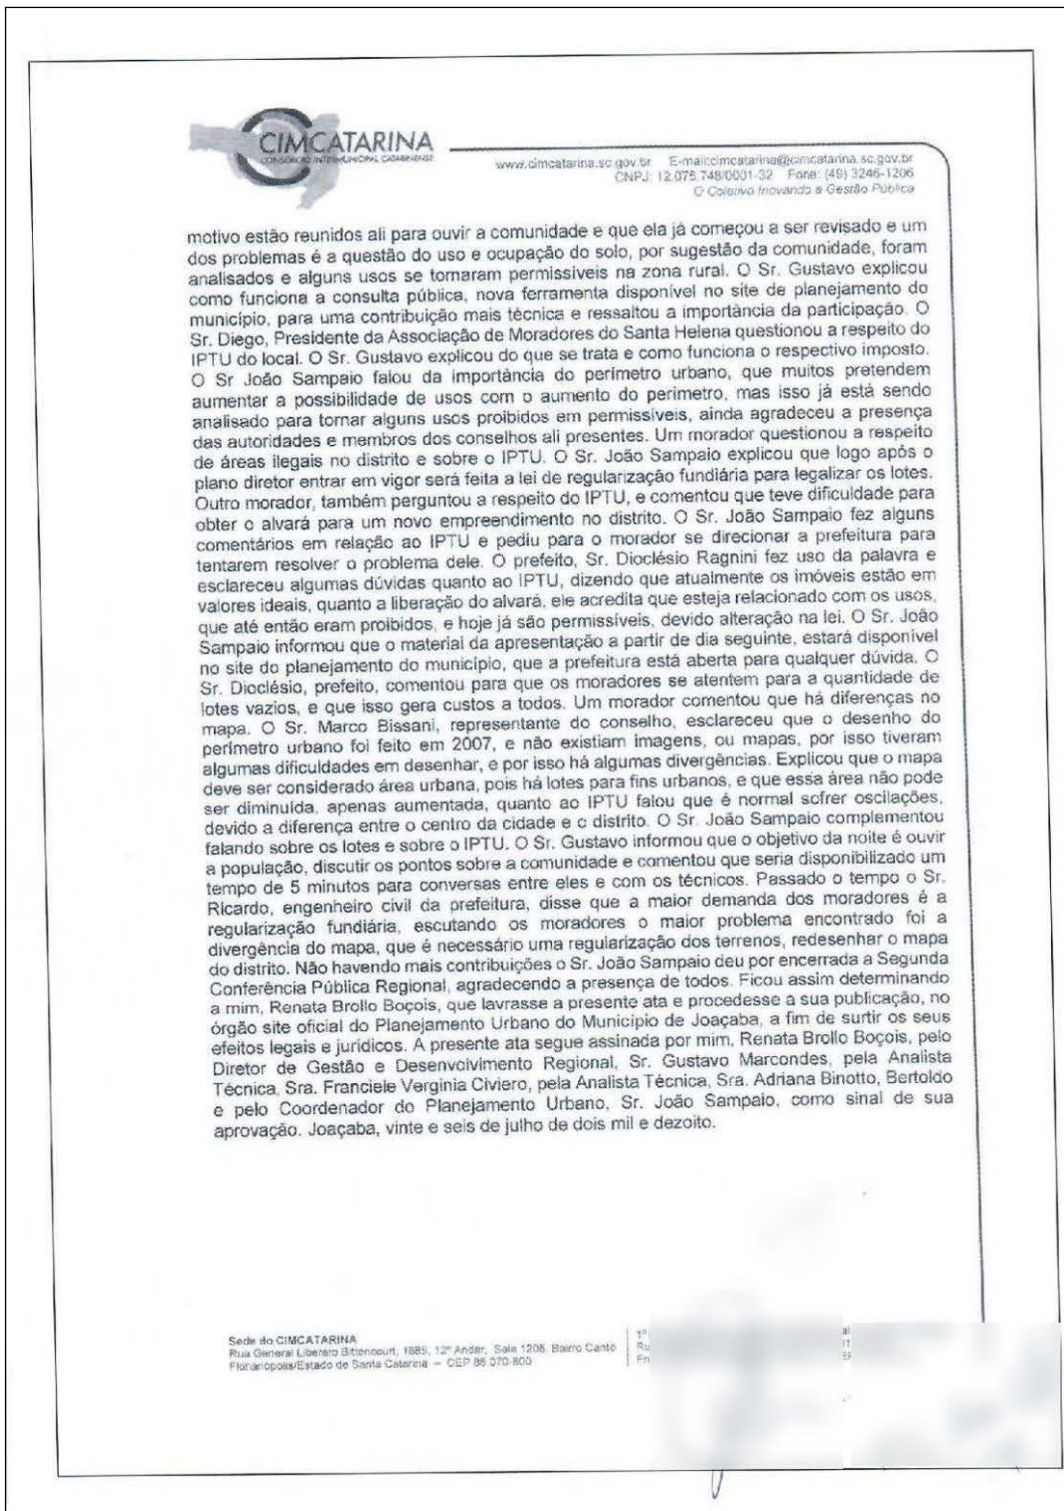 CIMCATARINA
CONSÓRCIO INTERMUNICIPAL CATARINENSE
www.cimcatarina.sc.gov.br E-mail:cimcatarina@cimcatarina.sc.gov.br
CNPJ: 12.075.748/0001-32 Fone: (49) 3246-1206
O Coletivo Inovando a Gestão Pública
motivo estão reunidos ali para ouvir a comunidade e que ela já começou a ser revisado e um
dos problemas é a questão do uso e ocupação do solo, por sugestão da comunidade, foram
analisados e alguns usos se tornaram permissíveis na zona rural. O Sr. Gustavo explicou
como funciona a consulta pública, nova ferramenta disponível no site de planejamento do
município, para uma contribuição mais técnica e ressaltou a importância da participação. O
Sr. Diego, Presidente da Associação de Moradores do Santa Helena questionou a respeito do
IPTU do local. O Sr. Gustavo explicou do que se trata e como funciona o respectivo imposto.
O Sr João Sampaio falou da importância do perímetro urbano, que muitos pretendem
aumentar a possibilidade de usos com o aumento do perímetro, mas isso já está sendo
analisado para tornar alguns usos proibidos em permissíveis, ainda agradeceu a presença
das autoridades e membros dos conselhos ali presentes. Um morador questionou a respeito
de áreas ilegais no distrito e sobre o IPTU. O Sr. João Sampaio explicou que logo após o
plano diretor entrar em vigor será feita a lei de regularização fundiária para legalizar os lotes.
Outro morador, também perguntou a respeito do IPTU, e comentou que teve dificuldade para
obter o alvará para um novo empreendimento no distrito. O Sr. João Sampaio fez alguns
comentários em relação ao IPTU e pediu para o morador se direcionar a prefeitura para
tentarem resolver o problema dele. O prefeito, Sr. Dioclésio Ragnini fez uso da palavra e
esclareceu algumas dúvidas quanto ao IPTU, dizendo que atualmente os imóveis estão em
valores ideais, quanto a liberação do alvará, ele acredita que esteja relacionado com os usos,
que até então eram proibidos, e hoje já são permissíveis, devido alteração na lei. O Sr. João
Sampaio informou que o material da apresentação a partir de dia seguinte, estará disponível
no site do planejamento do município, que a prefeitura está aberta para qualquer dúvida. O
Sr. Dioclésio, prefeito, comentou para que os moradores se atentem para a quantidade de
lotes vazios, e que isso gera custos a todos. Um morador comentou que há diferenças no
mapa. O Sr. Marco Bissani, representante do conselho, esclareceu que o desenho do
perímetro urbano foi feito em 2007, e não existiam imagens, ou mapas, por isso tiveram
algumas dificuldades em desenhar, e por isso há algumas divergências. Explicou que o mapa
deve ser considerado área urbana, pois há lotes para fins urbanos, e que essa área não pode
ser diminuída, apenas aumentada, quanto ao IPTU falou que é normal sofrer oscilações,
devido a diferença entre o centro da cidade e o distrito. O Sr. João Sampaio complementou
falando sobre os lotes e sobre o IPTU. O Sr. Gustavo informou que o objetivo da noite é ouvir
a população, discutir os pontos sobre a comunidade e comentou que seria disponibilizado um
tempo de 5 minutos para conversas entre eles e com os técnicos. Passado o tempo o Sr.
Ricardo, engenheiro civil da prefeitura, disse que a maior demanda dos moradores é a
regularização fundiária, escutando os moradores o maior problema encontrado foi a
divergência do mapa, que é necessário uma regularização dos terrenos, redesenhar o mapa
do distrito. Não havendo mais contribuições o Sr. João Sampaio deu por encerrada a Segunda
Conferência Pública Regional, agradecendo a presença de todos. Ficou assim determinando
a mim, Renata Brollo Boçois, que lavrasse a presente ata e procedesse a sua publicação, no
órgão site oficial do Planejamento Urbano do Município de Joaçaba, a fim de surtir os seus
efeitos legais e jurídicos. A presente ata segue assinada por mim, Renata Brollo Boçois, pelo
Diretor de Gestão e Desenvolvimento Regional, Sr. Gustavo Marcondes, pela Analista
Técnica, Sra. Franciele Verginia Civiero, pela Analista Técnica, Sra. Adriana Binotto, Bertoldo
e pelo Coordenador do Planejamento Urbano, Sr. João Sampaio, como sinal de sua
aprovação. Joaçaba, vinte e seis de julho de dois mil e dezoito.
Sede do CIMCATARINA
Rua General Liberato Bittencourt, 1885, 12º Andar, Sala 1205, Bairro Canto
Florianópolis/Estado de Santa Catarina – CEP 88.070-800